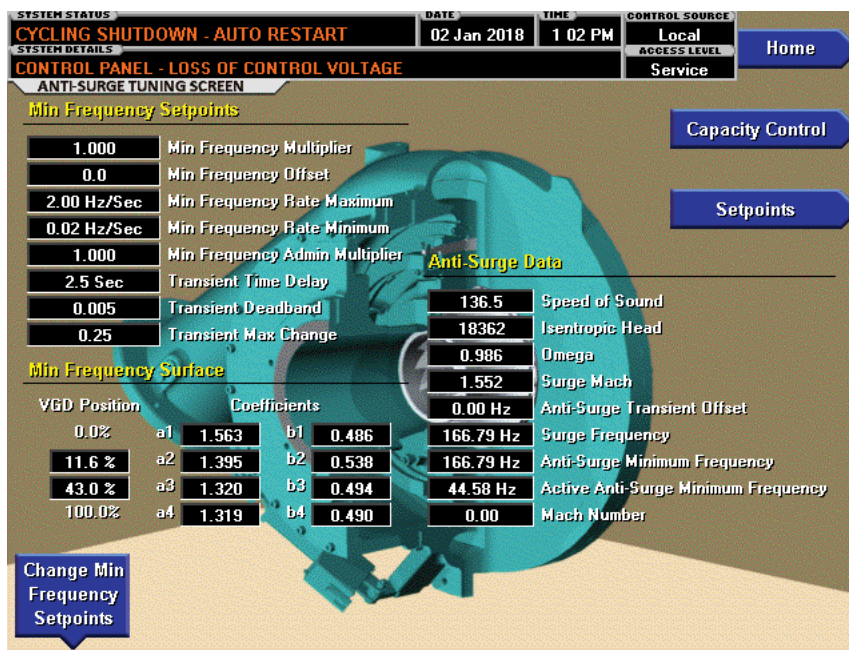 SYSTEM STATUS
CYCLING SHUTDOWN - AUTO RESTART
DATE
02 Jan 2018
TIME
1 02 PM
CONTROL SOURCE
Local
SYSTEM DETAILS
CONTROL PANEL - LOSS OF CONTROL VOLTAGE
ACCESS LEVEL
Service
Home
ANTI-SURGE TUNING SCREEN
Min Frequency Setpoints
Capacity Control
Setpoints
1.000 Min Frequency Multiplier
0.0 Min Frequency Offset
2.00 Hz/Sec Min Frequency Rate Maximum
0.02 Hz/Sec Min Frequency Rate Minimum
1.000 Min Frequency Admin Multiplier
2.5 Sec Transient Time Delay
0.005 Transient Deadband
0.25 Transient Max Change
Anti-Surge Data
136.5 Speed of Sound
18362 Isentropic Head
0.986 Omega
1.552 Surge Mach
0.00 Hz Anti-Surge Transient Offset
166.79 Hz Surge Frequency
166.79 Hz Anti-Surge Minimum Frequency
44.58 Hz Active Anti-Surge Minimum Frequency
0.00 Mach Number
Min Frequency Surface
VGD Position Coefficients
0.0% a1 1.563 b1 0.486
11.6 % a2 1.395 b2 0.538
43.0 % a3 1.320 b3 0.494
100.0% a4 1.319 b4 0.490
Change Min
Frequency
Setpoints